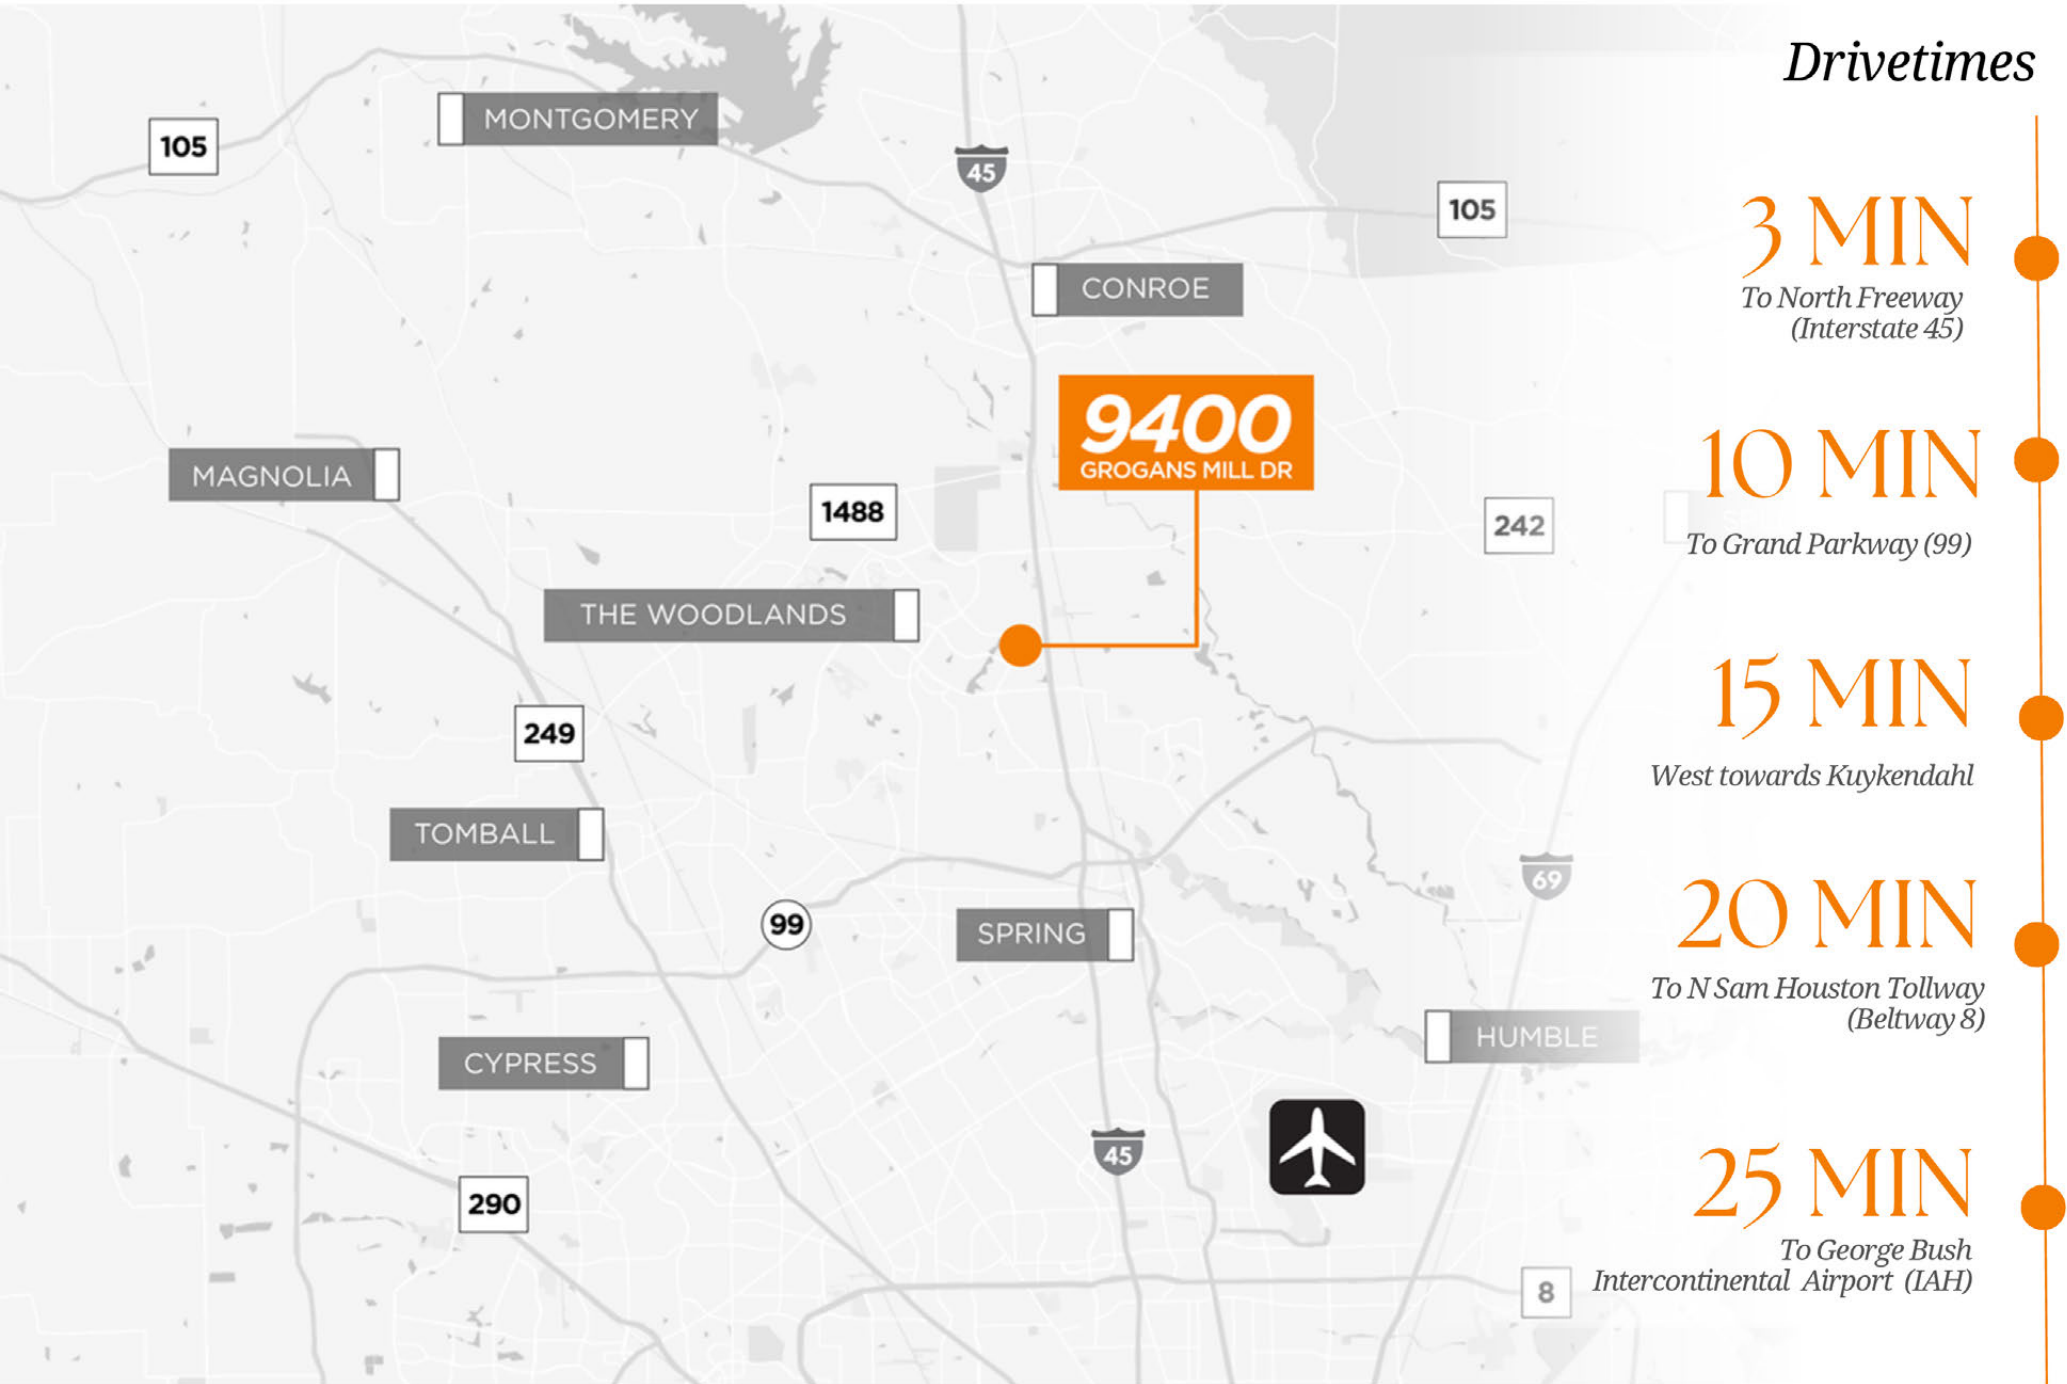 Drivetimes
MONTGOMERY
105
45
105
3 MIN
To North Freeway
(Interstate 45)
CONROE
9400
GROGANS MILL DR
10 MIN
To Grand Parkway (99)
MAGNOLIA
1488
242
THE WOODLANDS
15 MIN
West towards Kuykendahl
249
TOMBALL
69
20 MIN
To N Sam Houston Tollway
(Beltway 8)
99
SPRING
HUMBLE
CYPRESS
45
290
25 MIN
To George Bush
Intercontinental Airport (IAH)
8